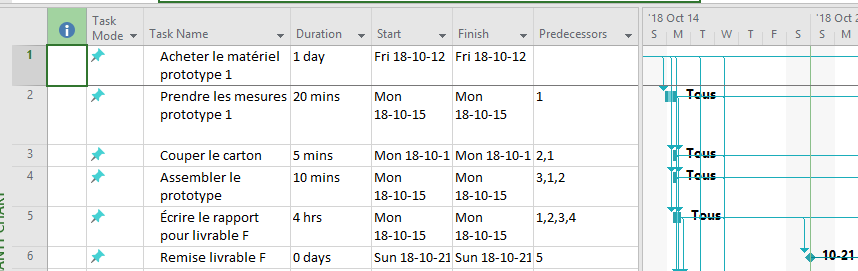 '18 Oct 14 '18 Oct 2
Task Mode Task Name Duration Start Finish Predecessors S M T W T F S S M
1 Acheter le matériel prototype 1 1 day Fri 18-10-12 Fri 18-10-12
2 Prendre les mesures prototype 1 20 mins Mon 18-10-15 Mon 18-10-15 1 Tous
3 Couper le carton 5 mins Mon 18-10-1 Mon 18-10-1 2,1 Tous
4 Assembler le prototype 10 mins Mon 18-10-15 Mon 18-10-15 3,1,2 Tous
5 Écrire le rapport pour livrable F 4 hrs Mon 18-10-15 Mon 18-10-15 1,2,3,4 Tous
6 Remise livrable F 0 days Sun 18-10-21 Sun 18-10-21 5 10-21